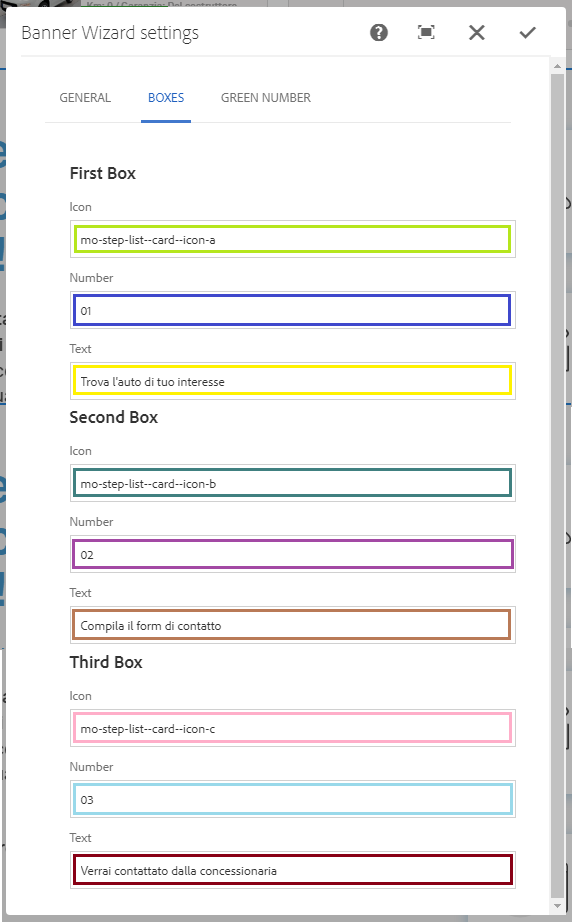 Banner Wizard settings
GENERAL BOXES GREEN NUMBER
First Box
Icon
mo-step-list--card--icon-a
Number
01
Text
Trova l'auto di tuo interesse
Second Box
Icon
mo-step-list--card--icon-b
Number
02
Text
Compila il form di contatto
Third Box
Icon
mo-step-list--card--icon-c
Number
03
Text
Verrai contattato dalla concessionaria